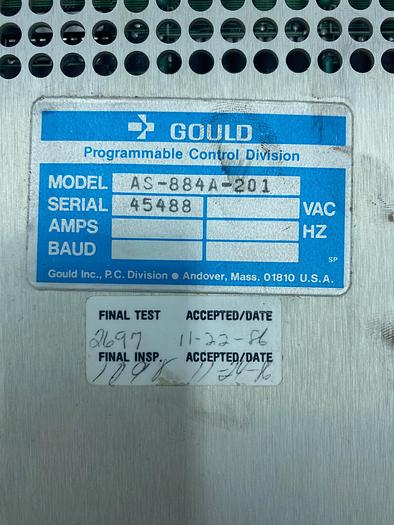 GOULD
Programmable Control Division
MODEL AS-884A-201
SERIAL 45488 VAC
AMPS HZ
BAUD
SP
Gould Inc., P.C. Division ● Andover, Mass. 01810 U.S.A.
FINAL TEST ACCEPTED/DATE
2697 11-22-86
FINAL INSP. ACCEPTED/DATE